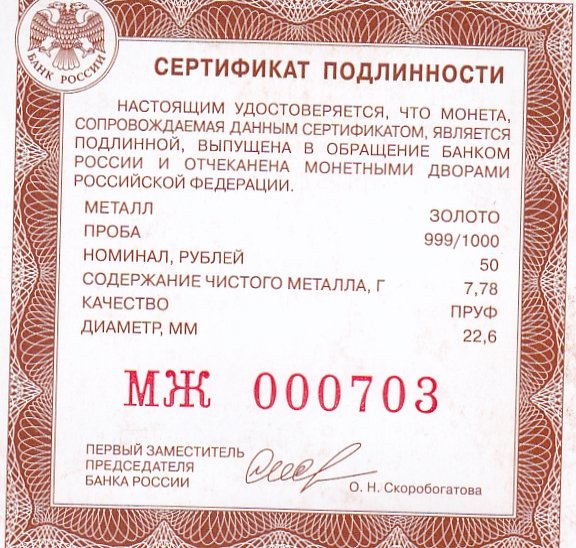 БАНК РОССИИ
СЕРТИФИКАТ ПОДЛИННОСТИ
НАСТОЯЩИМ УДОСТОВЕРЯЕТСЯ, ЧТО МОНЕТА,
СОПРОВОЖДАЕМАЯ ДАННЫМ СЕРТИФИКАТОМ, ЯВЛЯЕТСЯ
ПОДЛИННОЙ, ВЫПУЩЕНА В ОБРАЩЕНИЕ БАНКОМ
РОССИИ И ОТЧЕКАНЕНА МОНЕТНЫМИ ДВОРАМИ
РОССИЙСКОЙ ФЕДЕРАЦИИ.
МЕТАЛЛ ЗОЛОТО
ПРОБА 999/1000
НОМИНАЛ, РУБЛЕЙ 50
СОДЕРЖАНИЕ ЧИСТОГО МЕТАЛЛА, Г 7,78
КАЧЕСТВО ПРУФ
ДИАМЕТР, ММ 22,6
МЖ 000703
ПЕРВЫЙ ЗАМЕСТИТЕЛЬ
ПРЕДСЕДАТЕЛЯ
БАНКА РОССИИ
О. Н. Скоробогатова